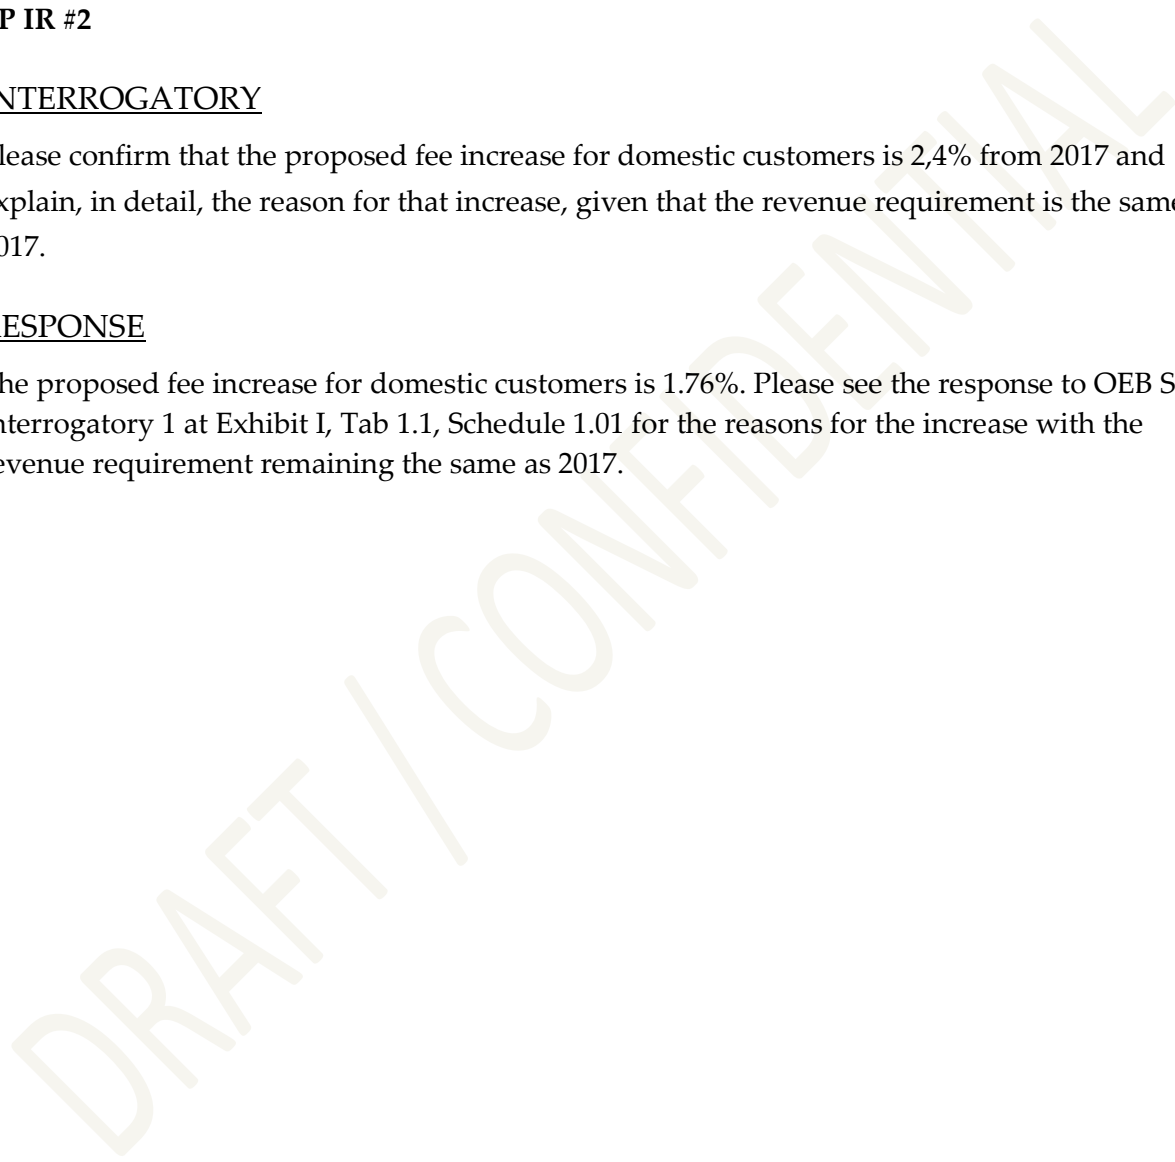 P IR #2
NTERROGATORY
lease confirm that the proposed fee increase for domestic customers is 2,4% from 2017 and
xplain, in detail, the reason for that increase, given that the revenue requirement is the same
017.
ESPONSE
he proposed fee increase for domestic customers is 1.76%. Please see the response to OEB S
nterrogatory 1 at Exhibit I, Tab 1.1, Schedule 1.01 for the reasons for the increase with the
evenue requirement remaining the same as 2017.
DRAFT / CONFIDENTIAL